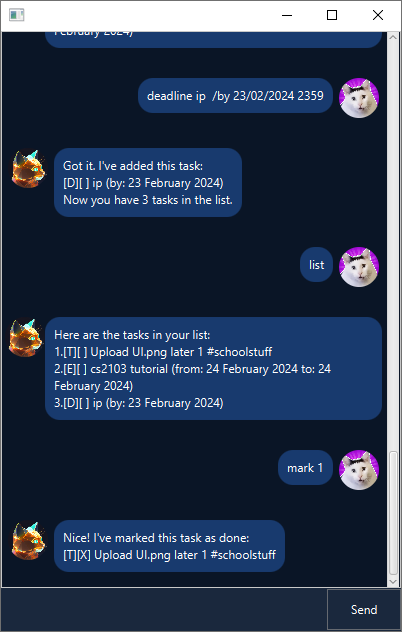 February 2024)
deadline ip  /by 23/02/2024 2359
Got it. I've added this task:
[D][ ] ip (by: 23 February 2024)
Now you have 3 tasks in the list.
list
Here are the tasks in your list:
1.[T][ ] Upload UI.png later 1 #schoolstuff
2.[E][ ] cs2103 tutorial (from: 24 February 2024 to: 24
February 2024)
3.[D][ ] ip (by: 23 February 2024)
mark 1
Nice! I've marked this task as done:
[T][X] Upload UI.png later 1 #schoolstuff
Send